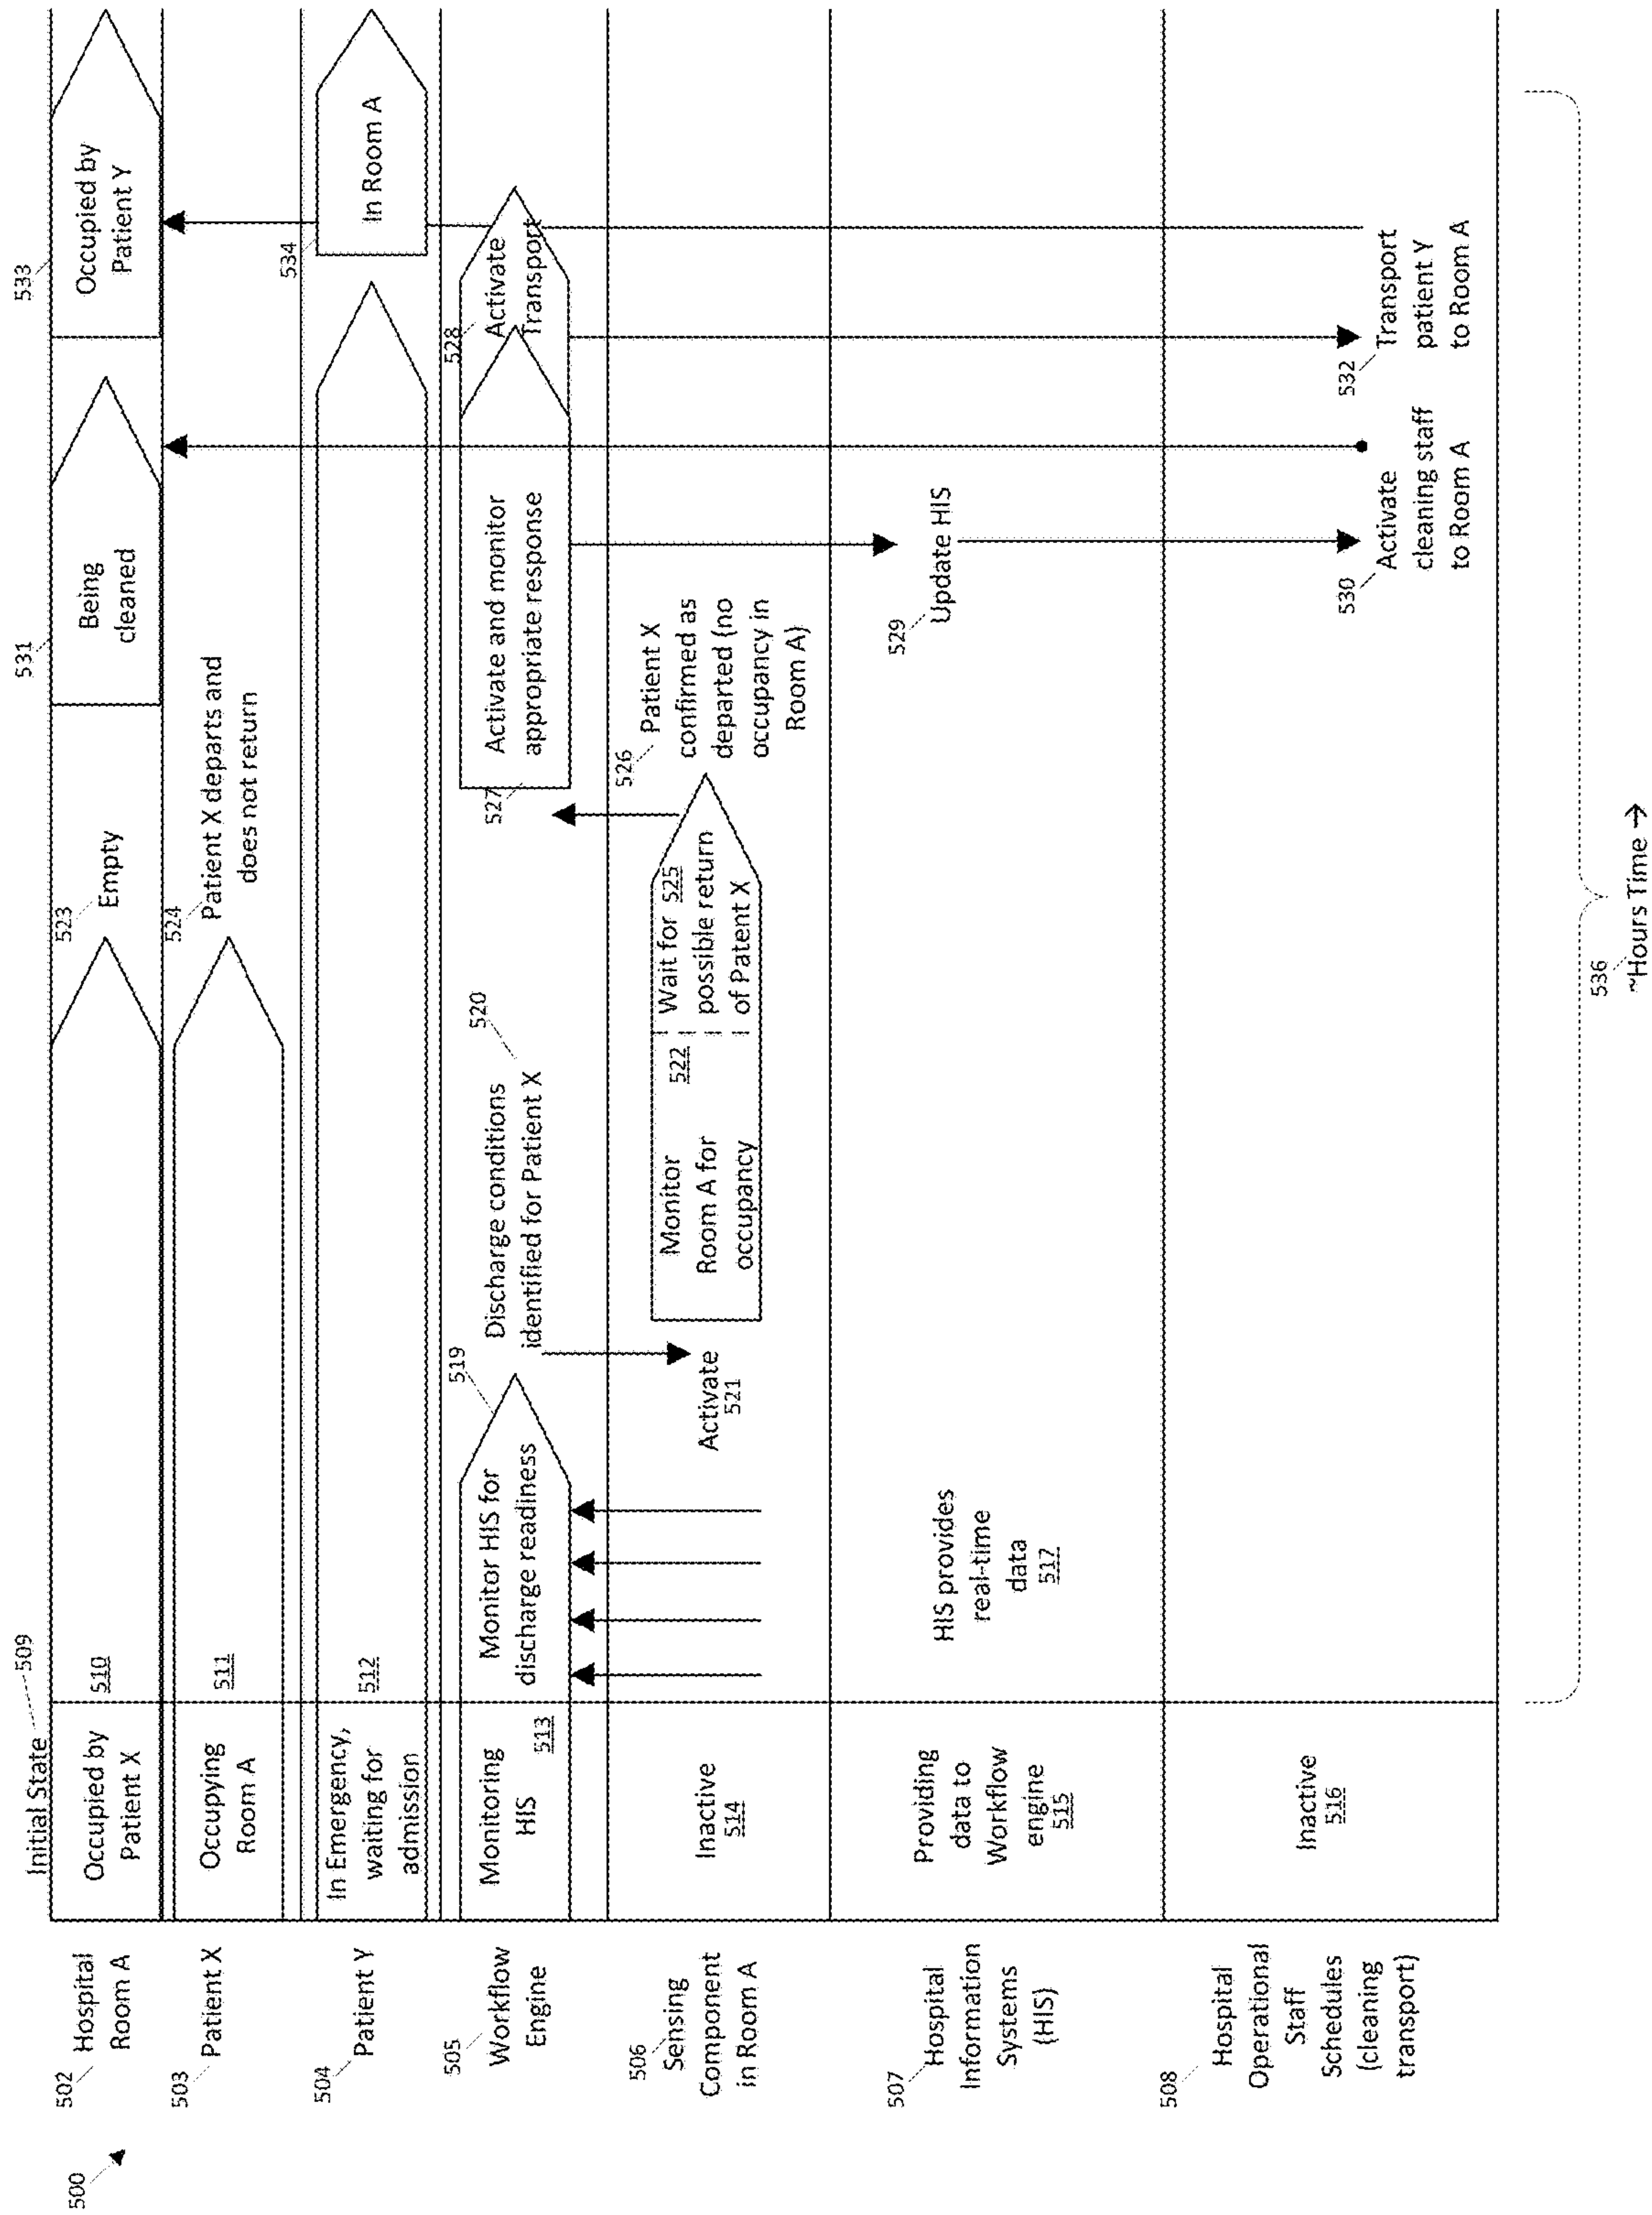 500
Initial State
509
502
Hospital
Room A
Occupied by
Patient X
510
523
Empty
531
Being
cleaned
533
Occupied by
Patient Y
503
Patient X
Occupying
Room A
511
524
Patient X departs and
does not return
504
Patient Y
In Emergency,
waiting for
admission
512
534
In Room A
505
Workflow
Engine
Monitoring
HIS
513
Monitor HIS for
discharge readiness
519
Discharge conditions
identified for Patient X
520
527
Activate and monitor
appropriate response
528
Activate
Transport
506
Sensing
Component
in Room A
Inactive
514
Activate
521
Monitor
Room A for
occupancy
522
Wait for 525
possible return
of Patent X
526
Patient X
confirmed as
departed (no
occupancy in
Room A)
507
Hospital
Information
Systems
(HIS)
Providing
data to
Workflow
engine
515
HIS provides
real-time
data
517
529
Update HIS
508
Hospital
Operational
Staff
Schedules
(cleaning
transport)
Inactive
516
530
Activate
cleaning staff
to Room A
532
Transport
patient Y
to Room A
536
~Hours Time →